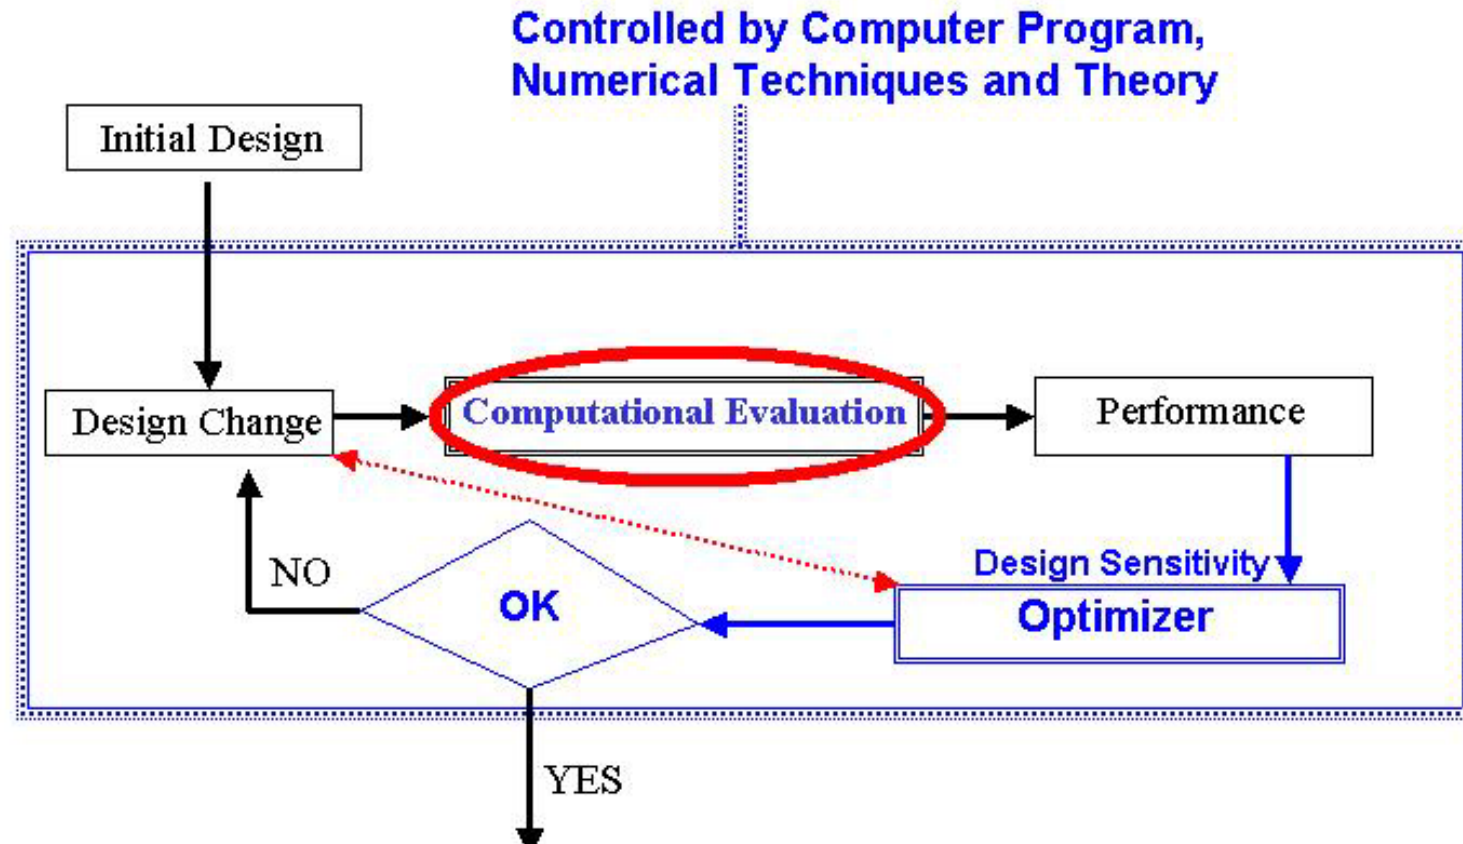 Controlled by Computer Program,
Numerical Techniques and Theory
Initial Design
Design Change
Computational Evaluation
Performance
NO
OK
Design Sensitivity
Optimizer
YES